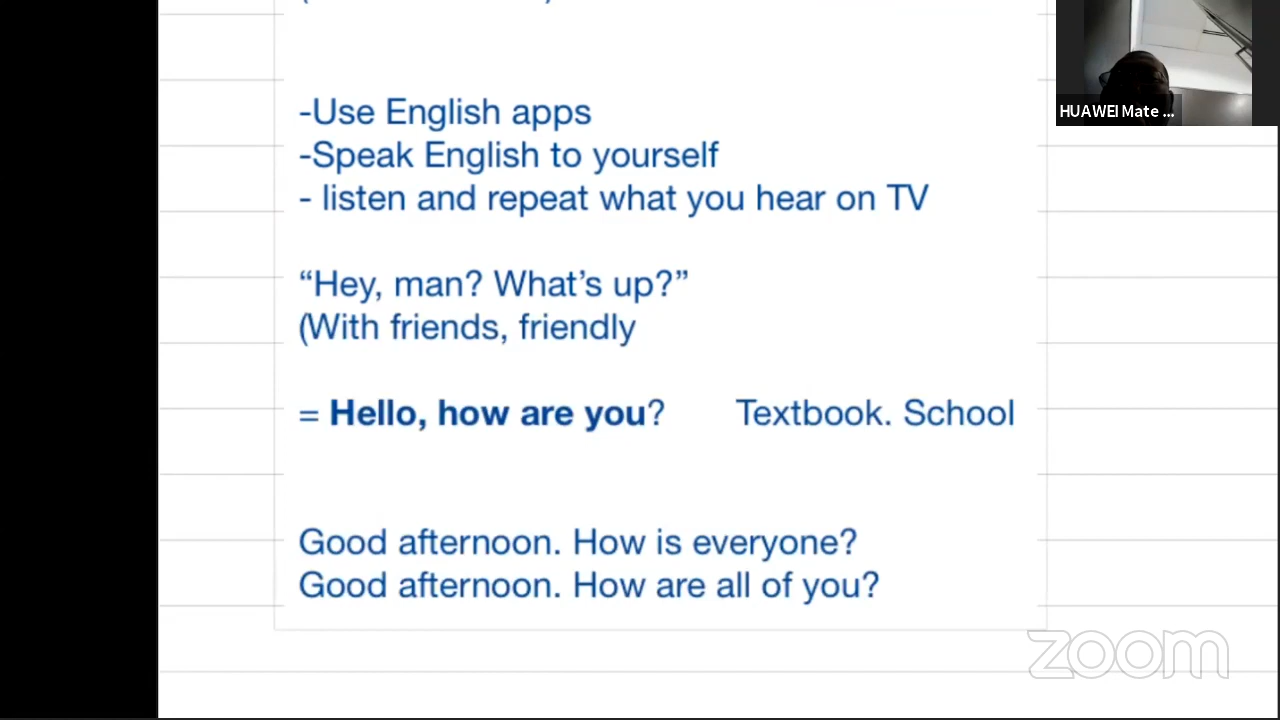 -Use English apps
-Speak English to yourself
- listen and repeat what you hear on TV
“Hey, man? What’s up?”
(With friends, friendly
= Hello, how are you? Textbook. School
Good afternoon. How is everyone?
Good afternoon. How are all of you?
HUAWEI Mate ...
zoom